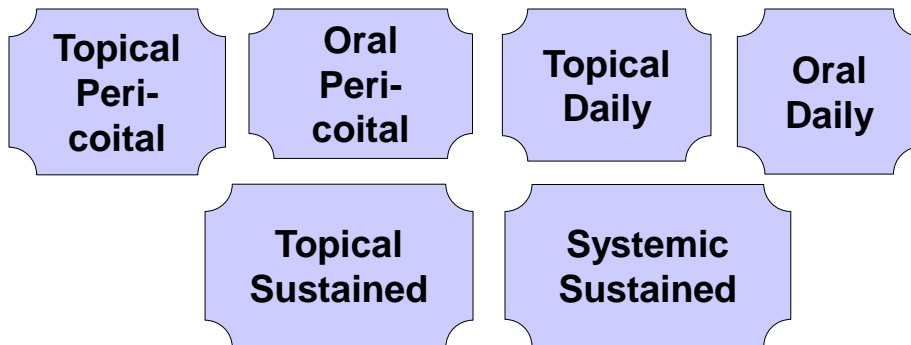 Topical
Peri-
coital
Oral
Peri-
coital
Topical
Daily
Oral
Daily
Topical
Sustained
Systemic
Sustained